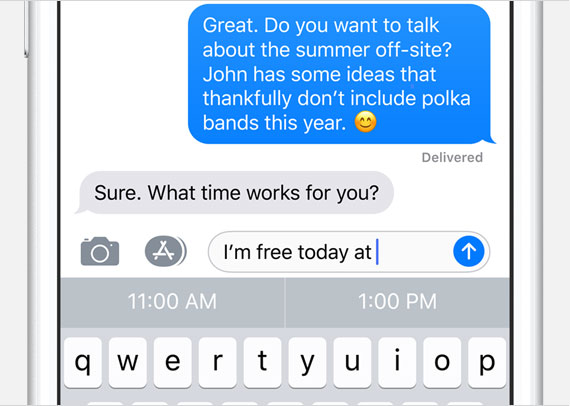 Great. Do you want to talk
about the summer off-site?
John has some ideas that
thankfully don’t include polka
bands this year. 😊
Delivered
Sure. What time works for you?
I’m free today at
11:00 AM 1:00 PM
q w e r t y u i o p